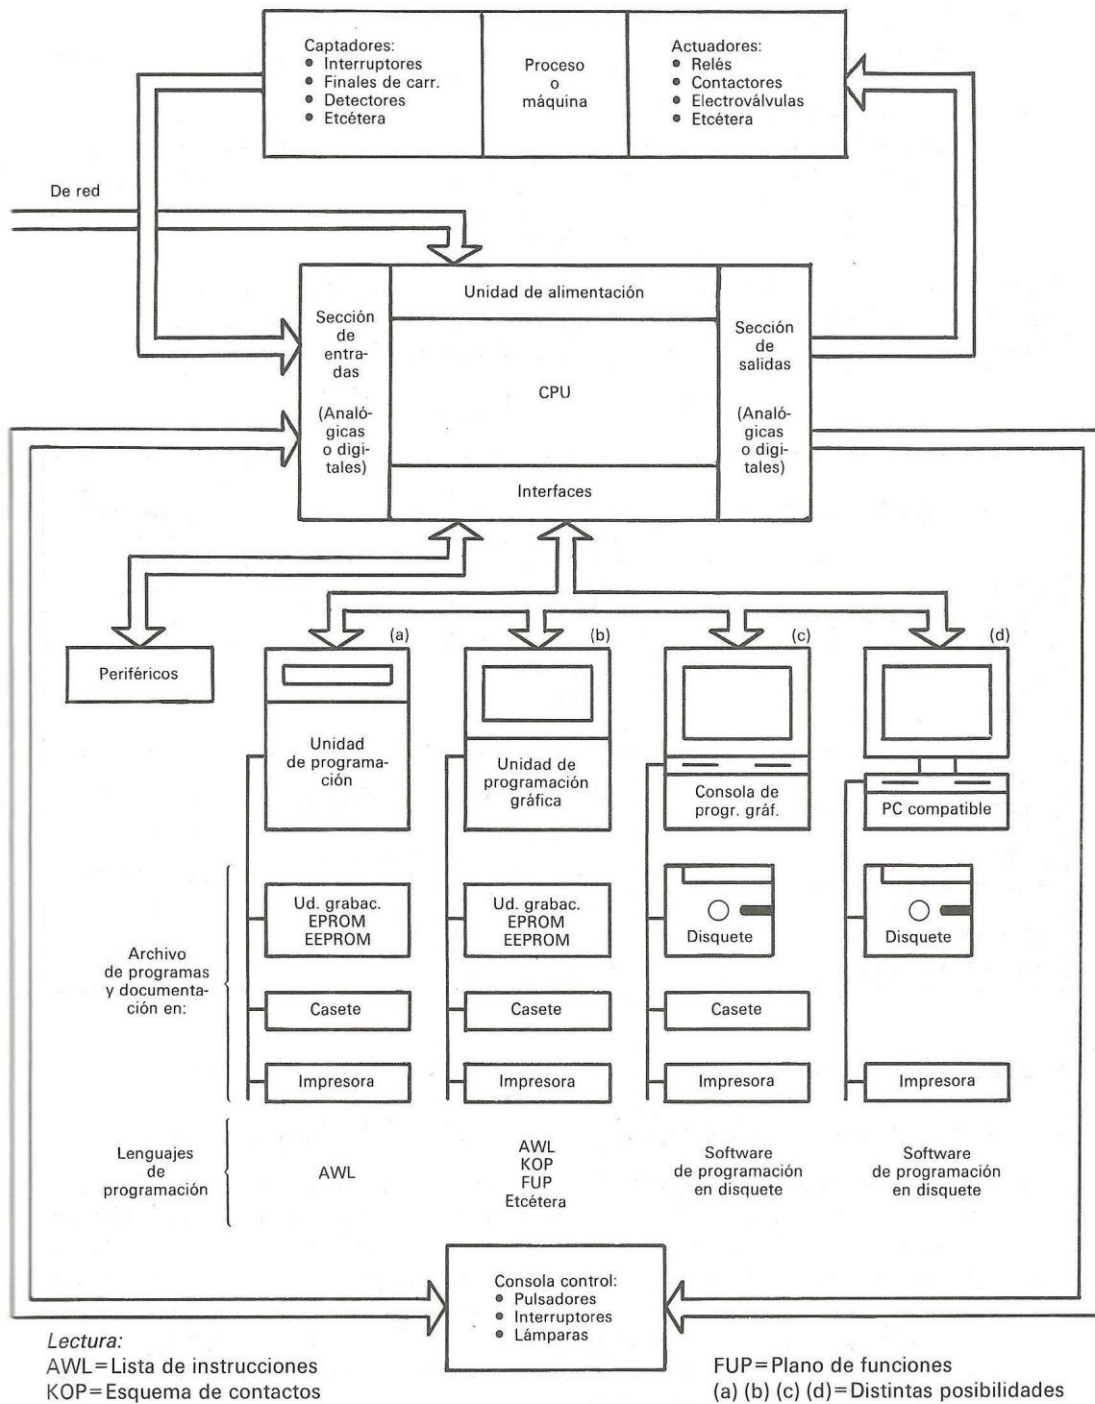 Captadores:
• Interruptores
• Finales de carr.
• Detectores
• Etcétera
Proceso
o
máquina
Actuadores:
• Relés
• Contactores
• Electroválvulas
• Etcétera
De red
Unidad de alimentación
Sección
de
entra-
das
(Analó-
gicas
o digi-
tales)
CPU
Sección
de
salidas
(Analó-
gicas
o digi-
tales)
Interfaces
Periféricos
(a)
(b)
(c)
(d)
Unidad
de programa-
ción
Unidad de
programación
gráfica
Consola de
progr. gráf.
PC compatible
Archivo
de programas
y documenta-
ción en:
Ud. grabac.
EPROM
EEPROM
Ud. grabac.
EPROM
EEPROM
Disquete
Disquete
Casete
Casete
Casete
Impresora
Impresora
Impresora
Impresora
Lenguajes
de
programación
AWL
AWL
KOP
FUP
Etcétera
Software
de programación
en disquete
Software
de programación
en disquete
Consola control:
• Pulsadores
• Interruptores
• Lámparas
Lectura:
AWL=Lista de instrucciones
KOP=Esquema de contactos
FUP=Plano de funciones
(a) (b) (c) (d)=Distintas posibilidades